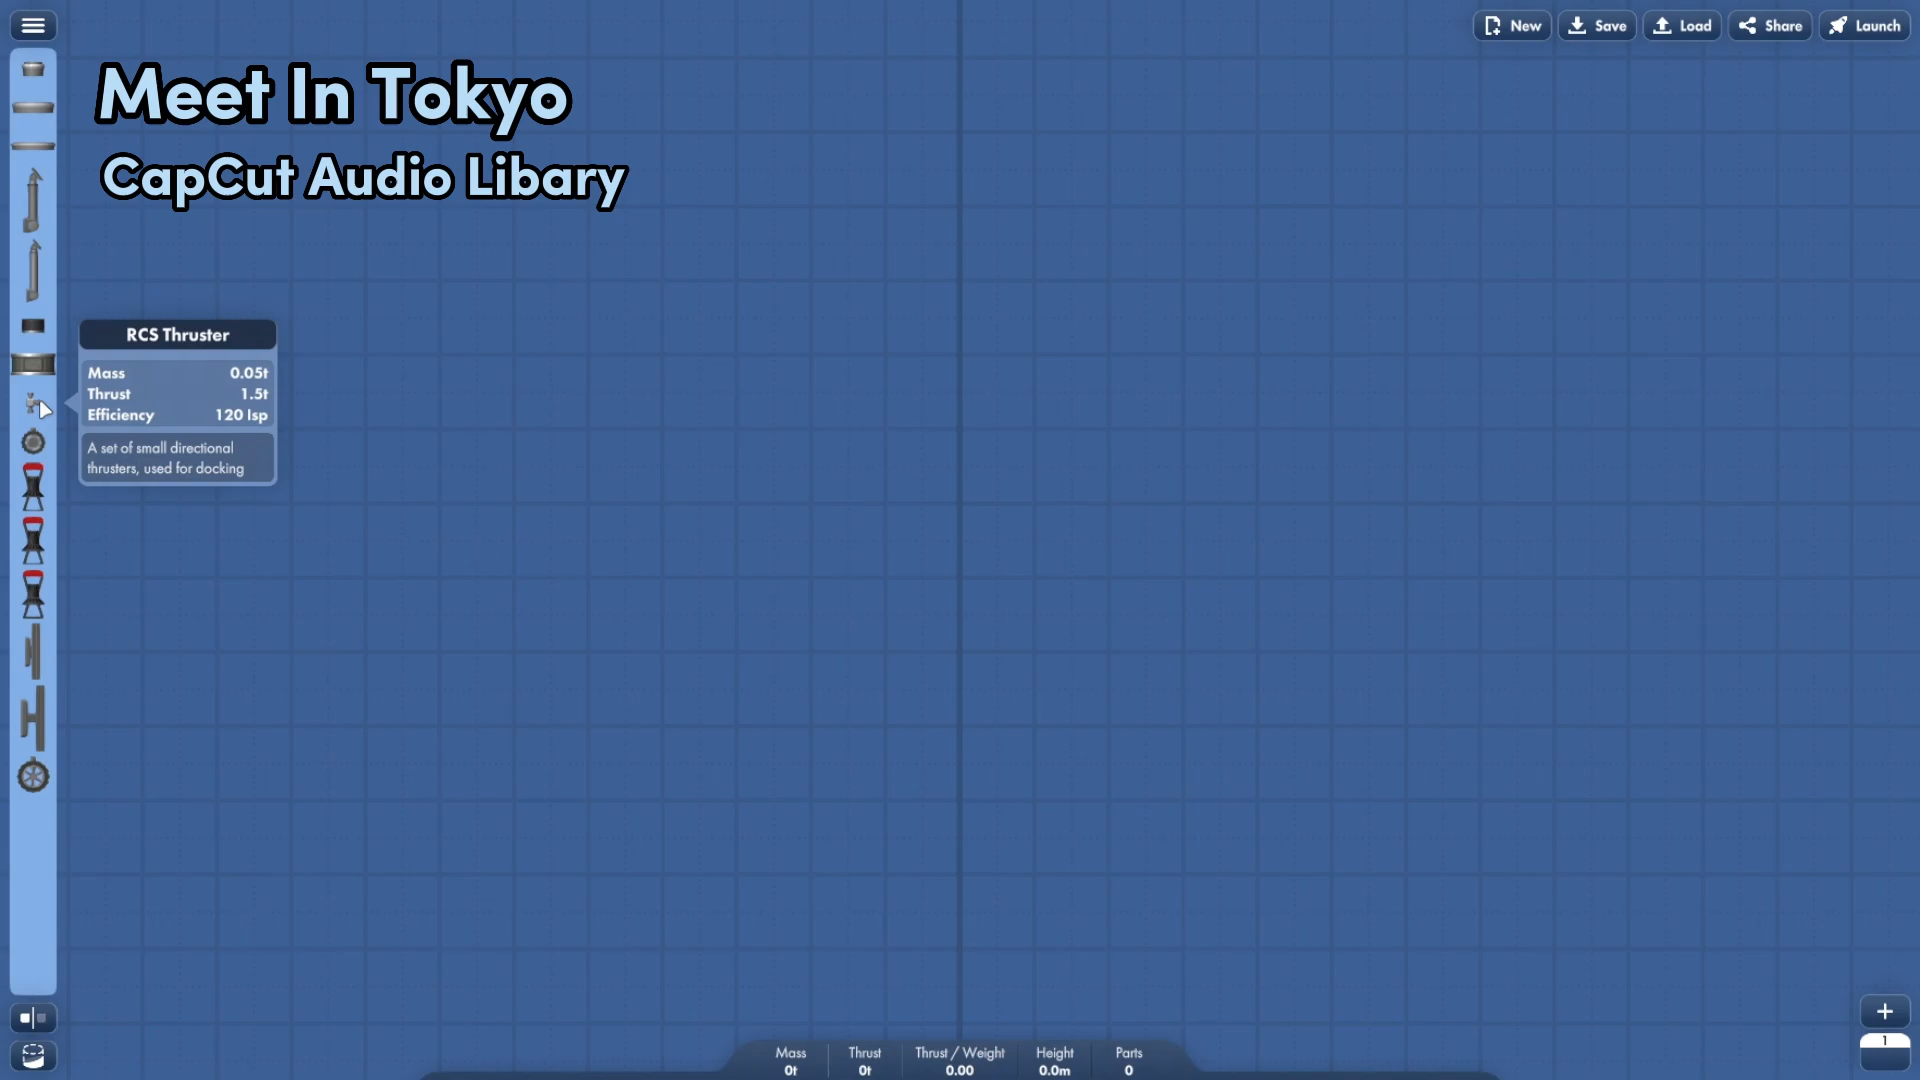 New
Save
Load
Share
Launch
Meet In Tokyo
CapCut Audio Libary
RCS Thruster
Mass 0.05t
Thrust 1.5t
Efficiency 120 Isp
A set of small directional
thrusters, used for docking
Mass Thrust Thrust / Weight Height Parts
0t 0t 0.00 0.0m 0
1